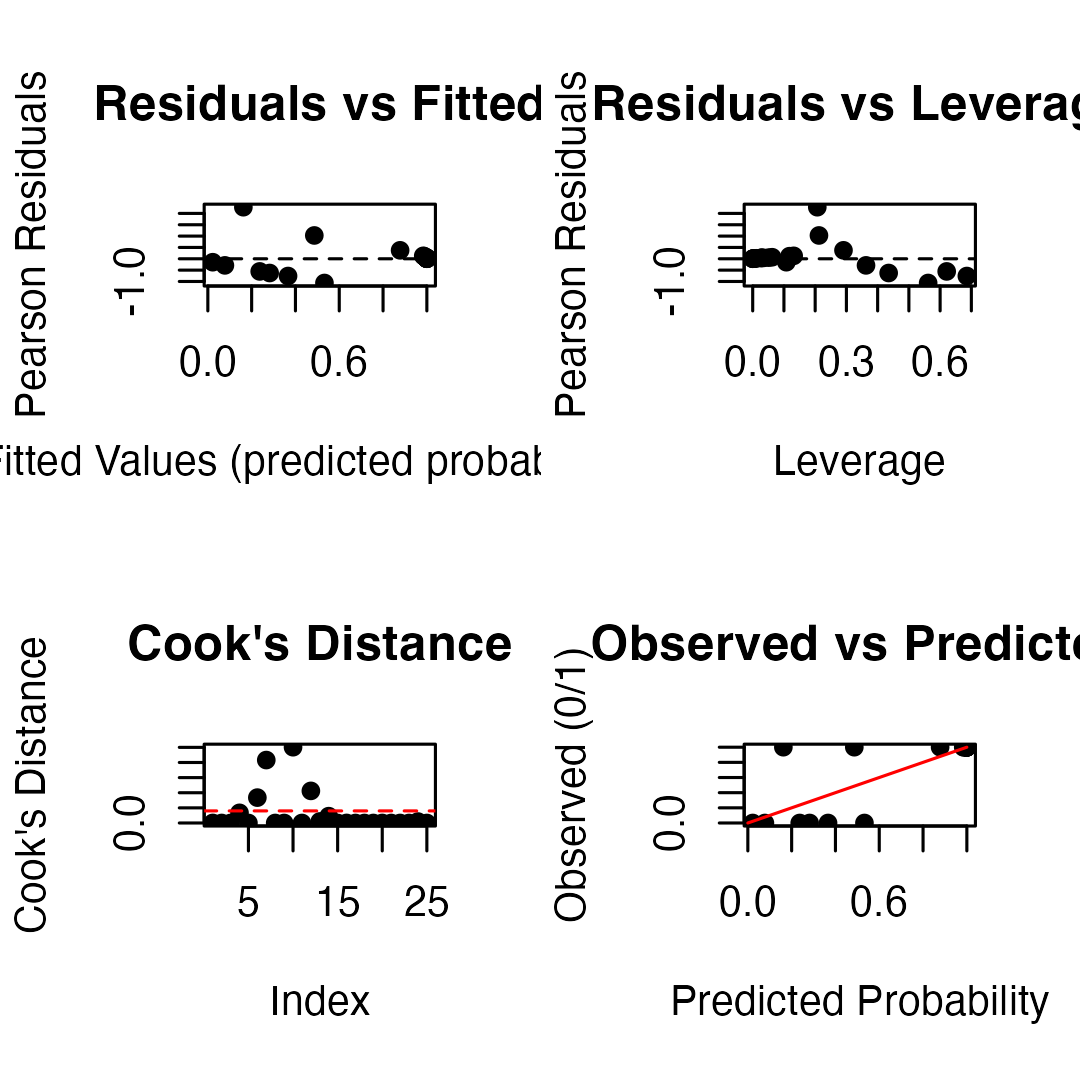 Residuals vs Fitted
Pearson Residuals
-1.0
0.0 0.6
Fitted Values (predicted probab
Residuals vs Leverag
Pearson Residuals
-1.0
0.0 0.3 0.6
Leverage
Cook's Distance
Cook's Distance
0.0
5 15 25
Index
Observed vs Predicte
Observed (0/1)
0.0
0.0 0.6
Predicted Probability